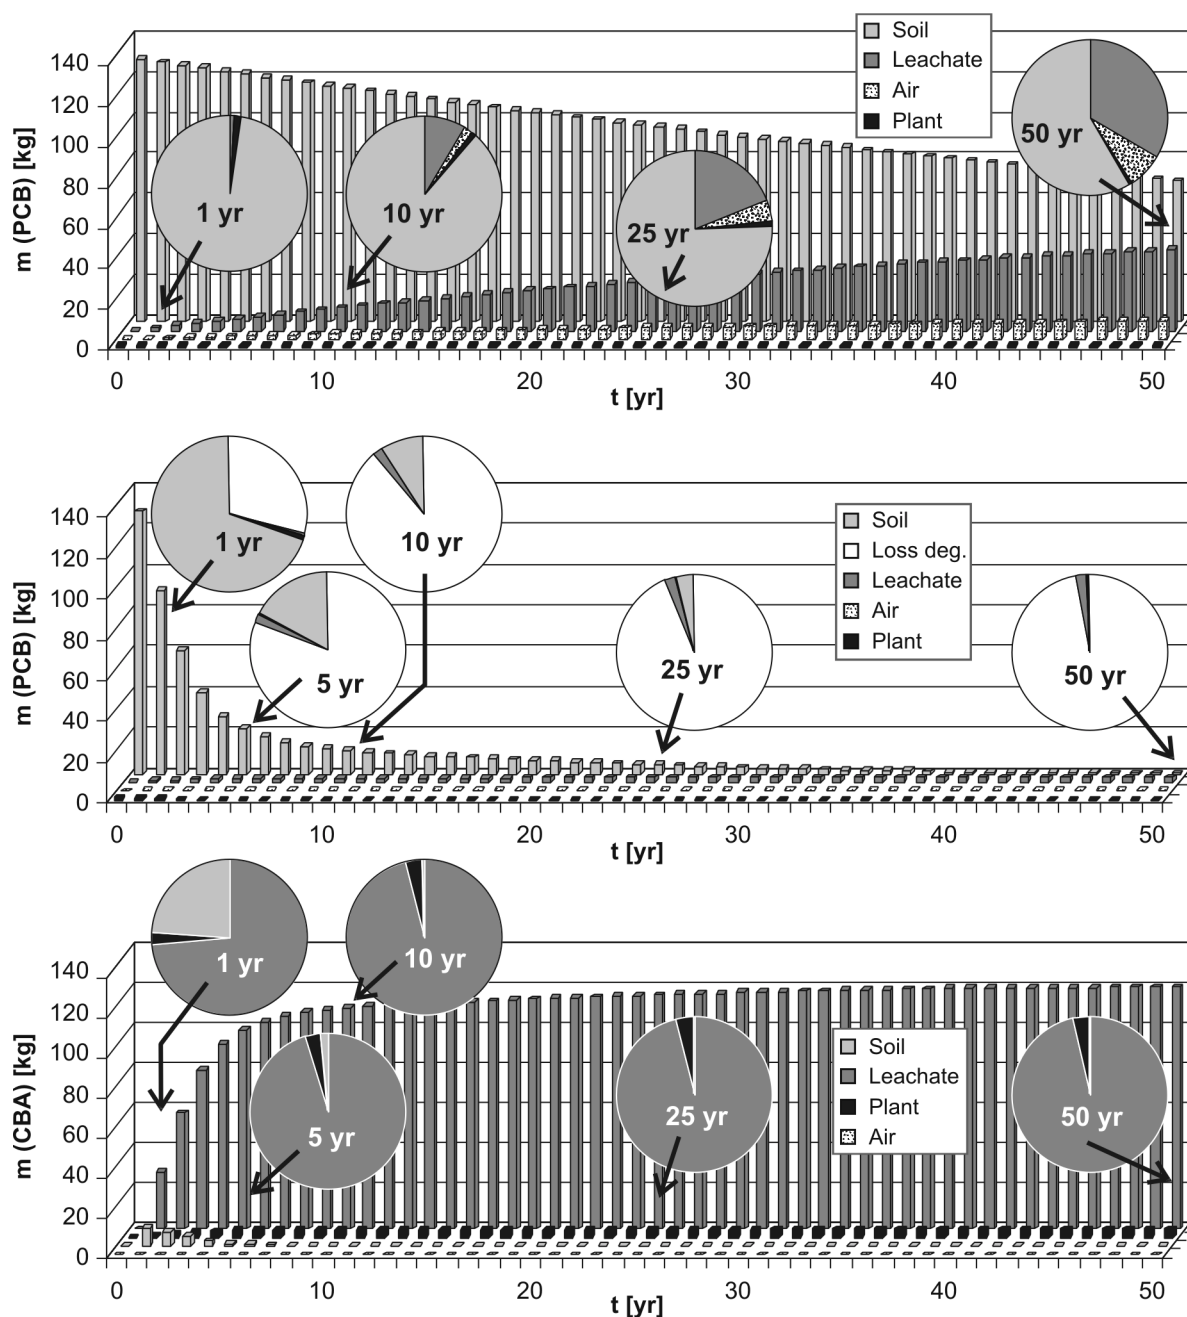 Soil
Leachate
Air
Plant
m (PCB) [kg]
140
120
100
80
60
40
20
0
1 yr
10 yr
25 yr
50 yr
0
10
20
30
40
50
t [yr]
Soil
Loss deg.
Leachate
Air
Plant
m (PCB) [kg]
140
120
100
80
60
40
20
0
1 yr
10 yr
5 yr
25 yr
50 yr
0
10
20
30
40
50
t [yr]
m (CBA) [kg]
140
120
100
80
60
40
20
0
1 yr
10 yr
5 yr
25 yr
50 yr
Soil
Leachate
Plant
Air
0
10
20
30
40
50
t [yr]